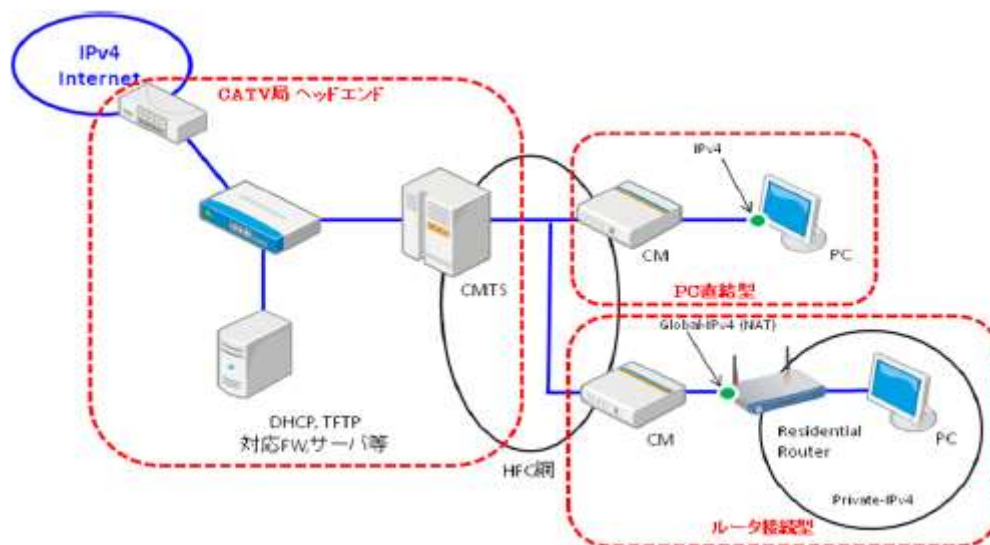 IPv4
Internet
CATV局 ヘッドエンド
IPv4
CM
PC
PC直結型
CMTS
Global-IPv4 (NAT)
DHCP, TFTP
対応FW,サーバ等
HFC網
CM
Residential
Router
PC
Private-IPv4
ルータ接続型